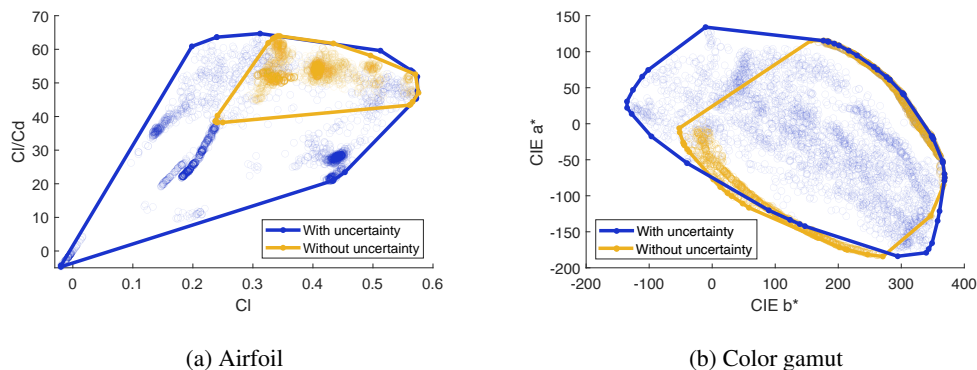 70
60
50
40
30
20
10
0
Cl/Cd
With uncertainty
Without uncertainty
0 0.1 0.2 0.3 0.4 0.5 0.6
Cl
(a) Airfoil
150
100
50
0
-50
-100
-150
-200
CIE a*
With uncertainty
Without uncertainty
-200 -100 0 100 200 300 400
CIE b*
(b) Color gamut